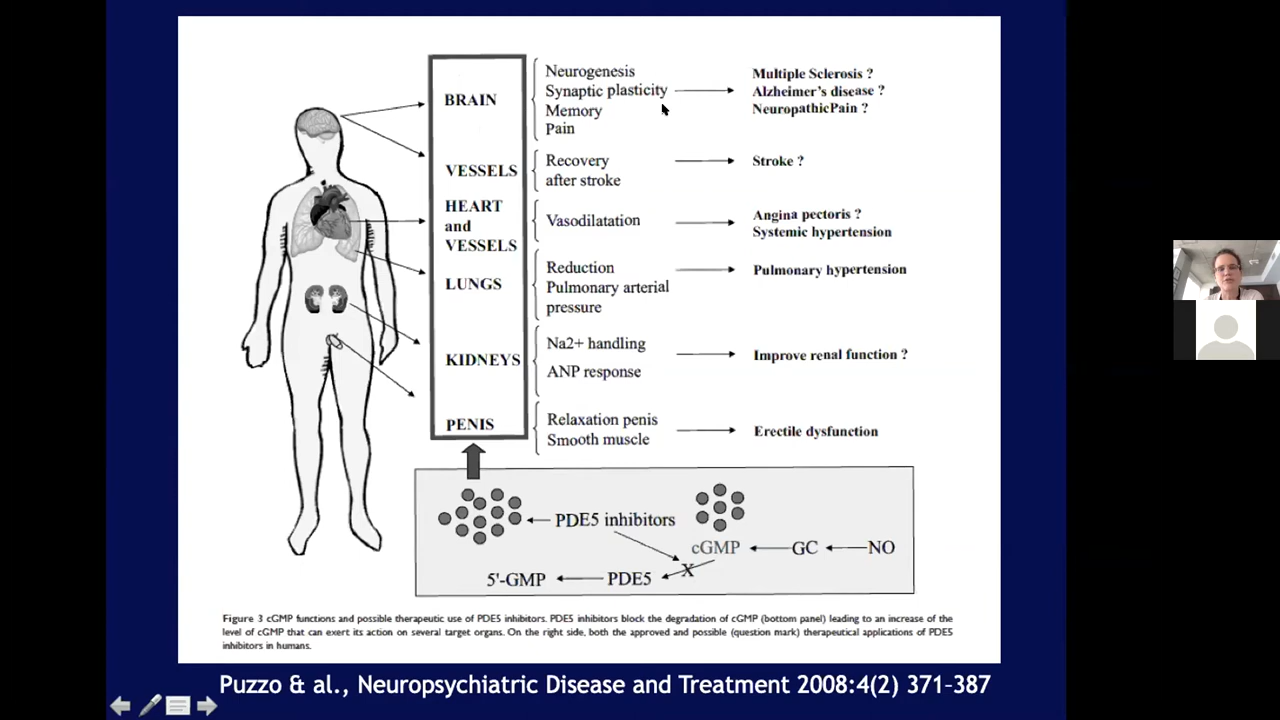 BRAIN
Neurogenesis
Synaptic plasticity
Memory
Pain
Multiple Sclerosis ?
Alzheimer's disease ?
NeuropathicPain ?
VESSELS
Recovery
after stroke
Stroke ?
HEART
and
VESSELS
Vasodilatation
Angina pectoris ?
Systemic hypertension
LUNGS
Reduction
Pulmonary arterial
pressure
Pulmonary hypertension
KIDNEYS
Na2+ handling
ANP response
Improve renal function ?
PENIS
Relaxation penis
Smooth muscle
Erectile dysfunction
PDE5 inhibitors
cGMP
GC
NO
X
5'-GMP
PDE5
Figure 3 cGMP functions and possible therapeutic use of PDE5 inhibitors. PDE5 inhibitors block the degradation of cGMP (bottom panel) leading to an increase of the
level of cGMP that can exert its action on several target organs. On the right side, both the approved and possible (question mark) therapeutical applications of PDE5
inhibitors in humans.
Puzzo & al., Neuropsychiatric Disease and Treatment 2008:4(2) 371–387